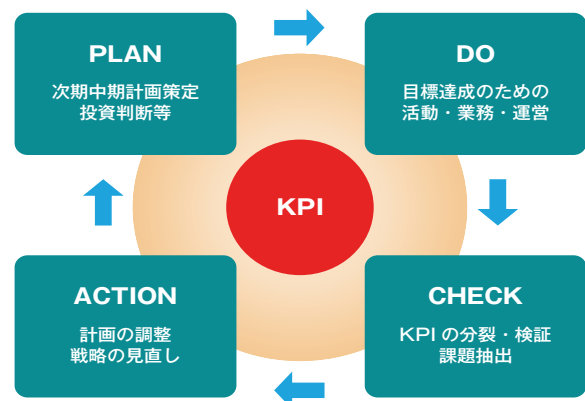 PLAN
次期中期計画策定
投資判断等
DO
目標達成のための
活動・業務・運営
KPI
ACTION
計画の調整
戦略の見直し
CHECK
KPIの分裂・検証
課題抽出